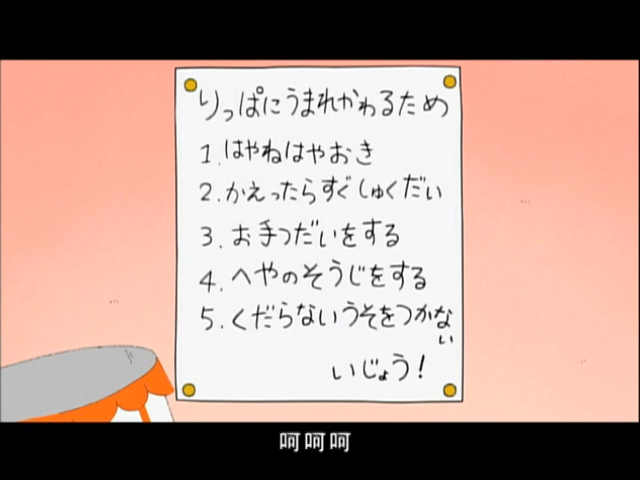 りっぱにうまれかわるため
1.はやねはやおき
2.かえったらすぐしゅくだい
3.お手つだいをする
4.へやのそうじをする
5.くだらないうそをつかない
いじょう!
呵呵呵